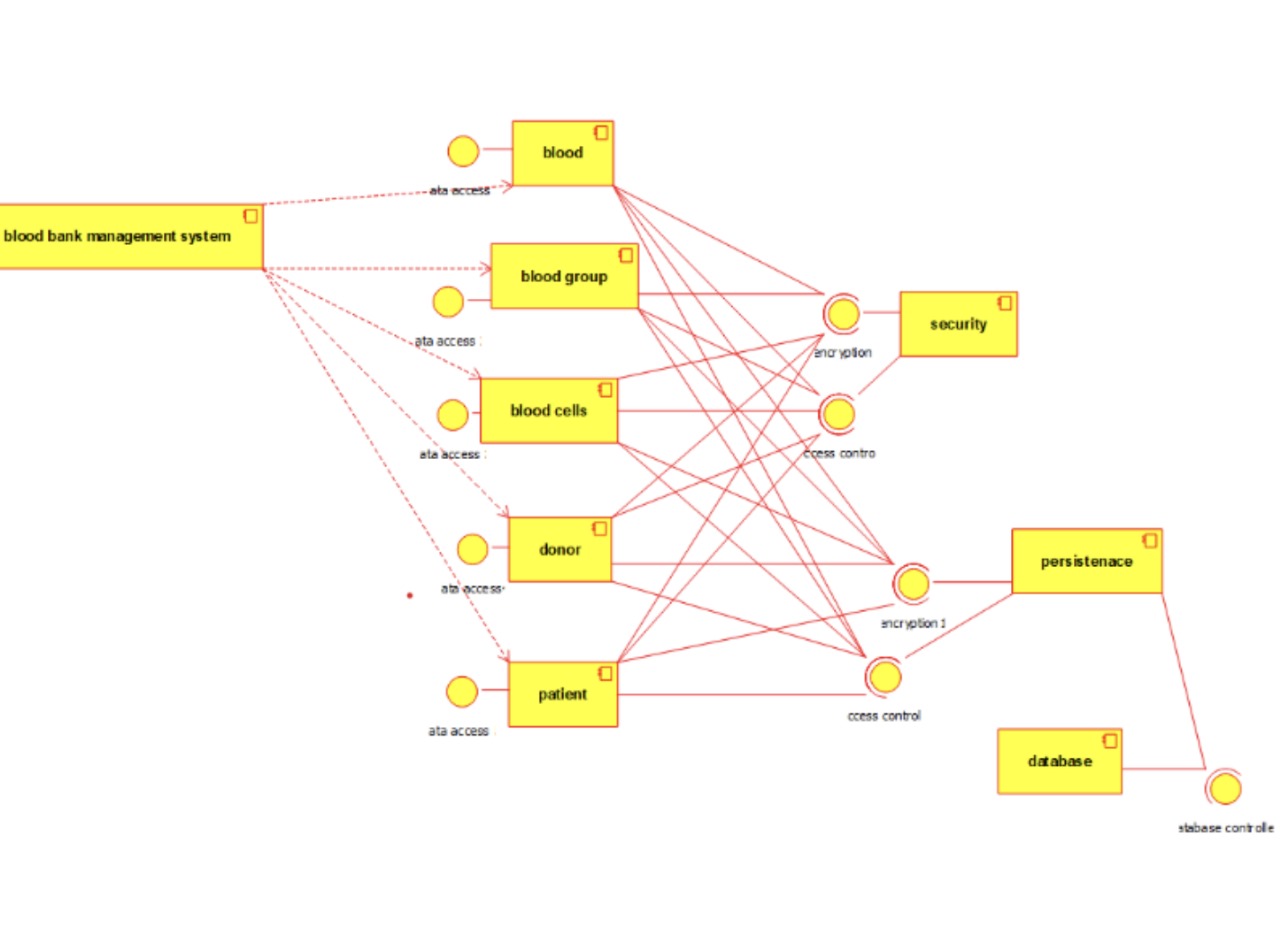 blood
ata access
blood bank management system
blood group
ata access :
security
encryption
blood cells
ata access :
ccess contro
donor
ata access·
persistenace
encryption 1
patient
ata access
ccess control
database
atabase controlle